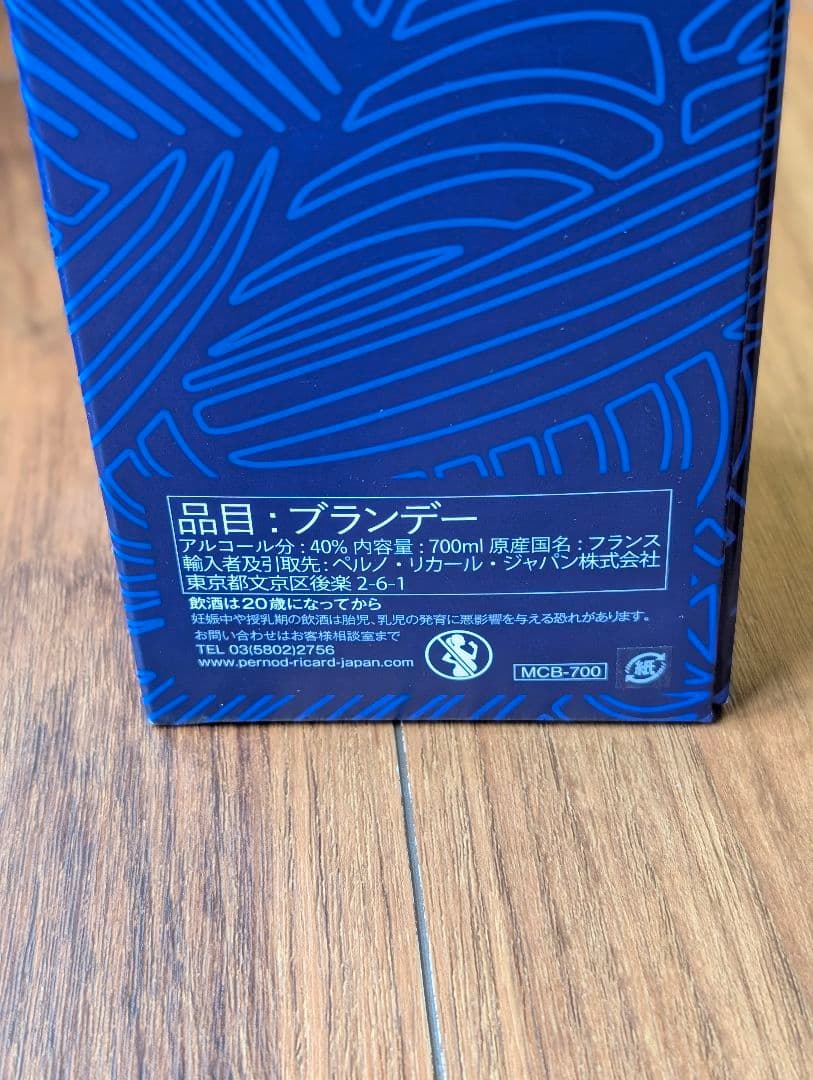 品目：ブランデー
アルコール分：40% 内容量：700ml 原産国名：フランス
輸入者及引取先：ペルノ・リカール・ジャパン株式会社
東京都文京区後楽 2-6-1
飲酒は20歳になってから
妊娠中や授乳期の飲酒は胎児、乳児の発育に悪影響を与える恐れがあります。
お問い合わせはお客様相談室まで
TEL 03(5802)2756
www.pernod-ricard-japan.com
MCB-700
紙